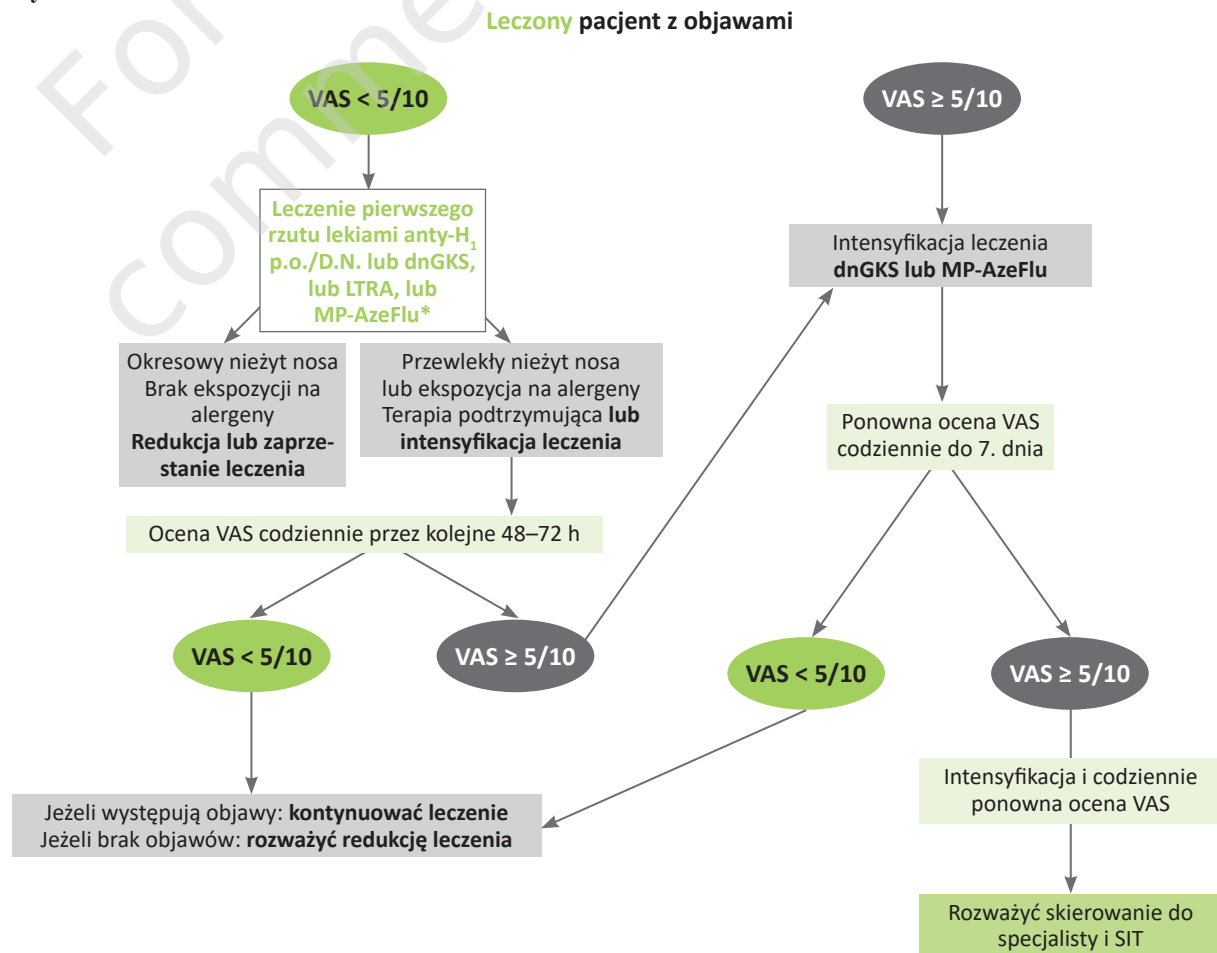 Leczony pacjent z objawami
VAS < 5/10
Leczenie pierwszego
rzutu lekiami anty-H₁
p.o./D.N. lub dnGKS,
lub LTRA, lub
MP-AzeFlu*
Okresowy nieżyt nosa
Brak ekspozycji na
alergeny
Redukcja lub zaprze-
stanie leczenia
Przewlekły nieżyt nosa
lub ekspozycja na alergeny
Terapia podtrzymująca lub
intensyfikacja leczenia
Ocena VAS codziennie przez kolejne 48–72 h
VAS < 5/10
VAS ≥ 5/10
Jeżeli występują objawy: kontynuować leczenie
Jeżeli brak objawów: rozważyć redukcję leczenia
VAS ≥ 5/10
Intensyfikacja leczenia
dnGKS lub MP-AzeFlu
Ponowna ocena VAS
codziennie do 7. dnia
VAS < 5/10
VAS ≥ 5/10
Intensyfikacja i codziennie
ponowna ocena VAS
Rozważyć skierowanie do
specjalisty i SIT
For
comme